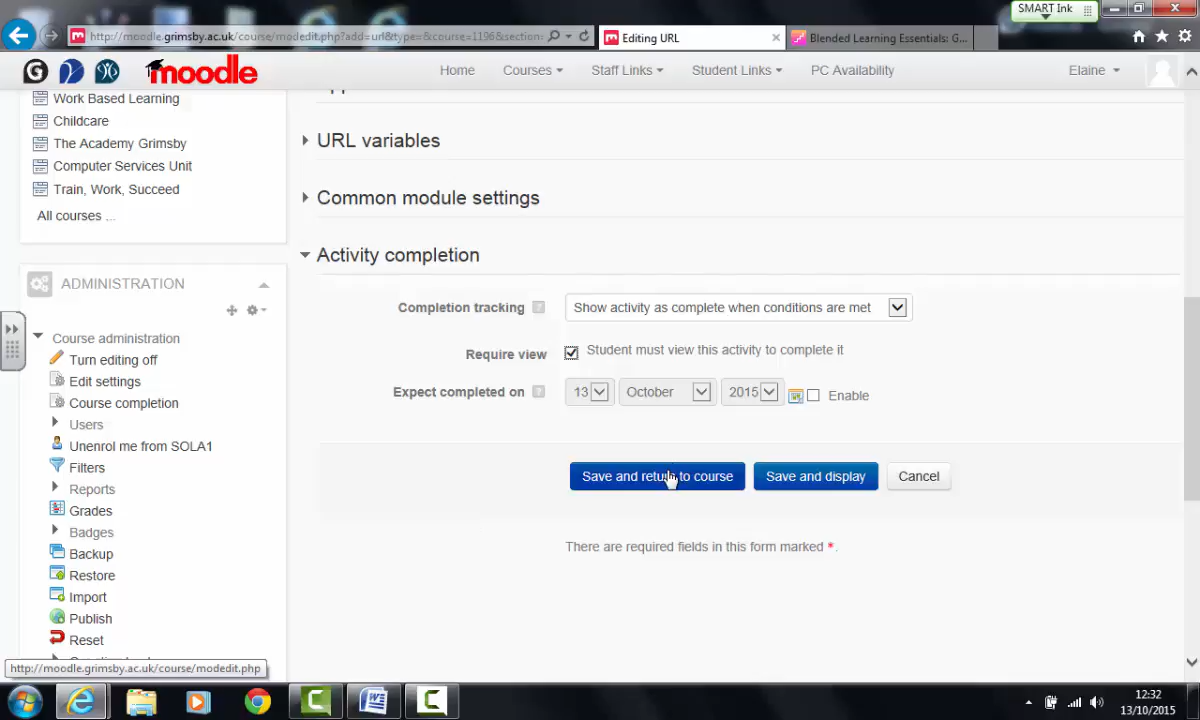 SMART Ink
http://moodle.grimsby.ac.uk/course/modedit.php?add=url&type=&course=1196&section=
Editing URL
Blended Learning Essentials: G...
moodle
Home
Courses
Staff Links
Student Links
PC Availability
Elaine
Work Based Learning
Childcare
The Academy Grimsby
Computer Services Unit
Train, Work, Succeed
All courses ...
ADMINISTRATION
Course administration
Turn editing off
Edit settings
Course completion
Users
Unenrol me from SOLA1
Filters
Reports
Grades
Badges
Backup
Restore
Import
Publish
Reset
URL variables
Common module settings
Activity completion
Completion tracking
Show activity as complete when conditions are met
Require view
Student must view this activity to complete it
Expect completed on
13 October 2015 Enable
Save and return to course
Save and display
Cancel
There are required fields in this form marked *.
http://moodle.grimsby.ac.uk/course/modedit.php
12:32
13/10/2015